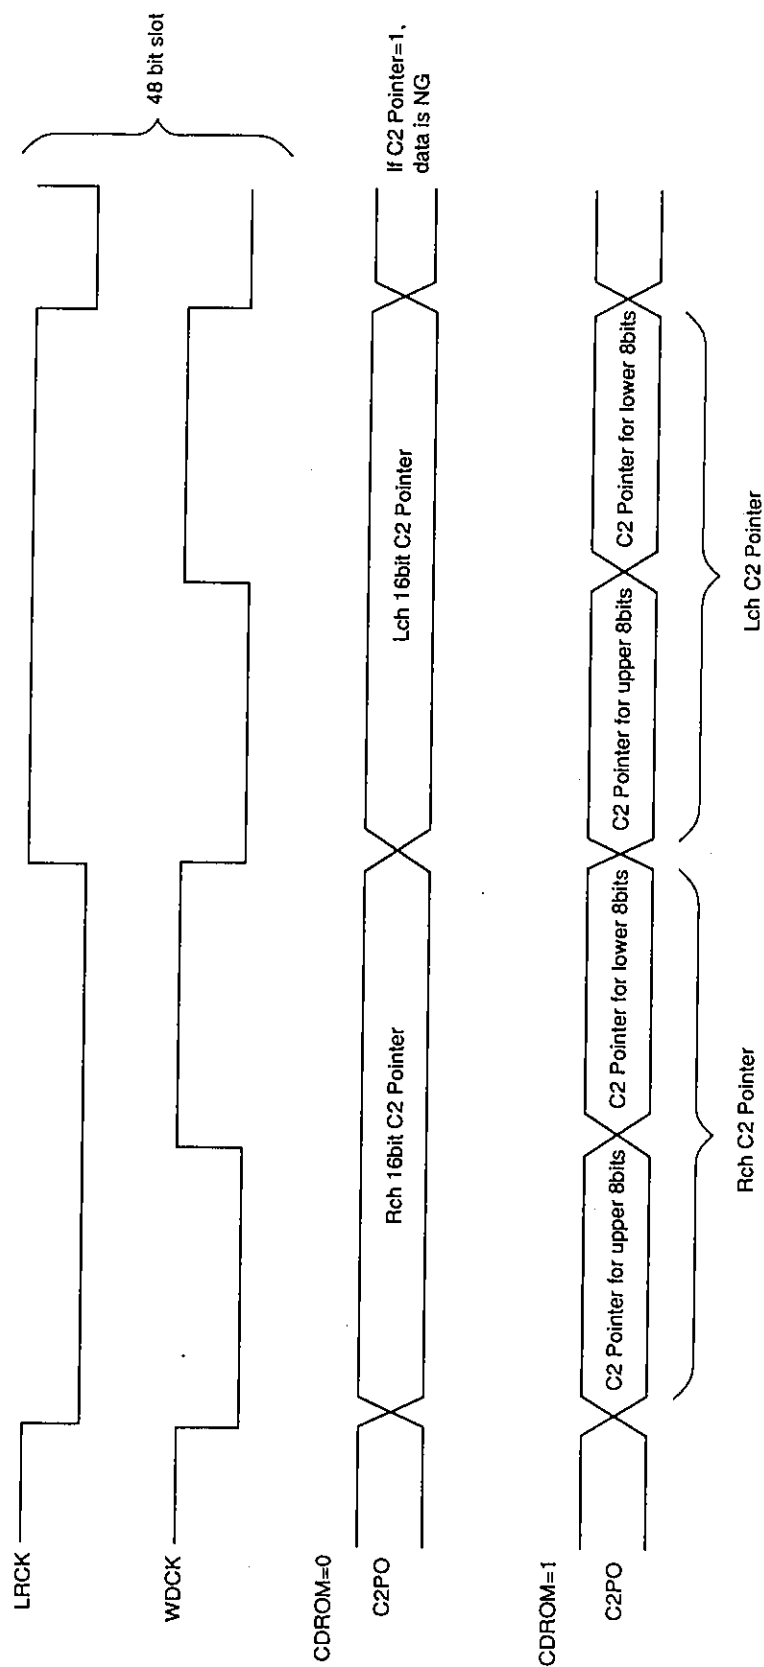 LRCK
48 bit slot
WDCK
CDROM=0
C2PO
Rch 16bit C2 Pointer
Lch 16bit C2 Pointer
If C2 Pointer=1,
data is NG
CDROM=1
C2PO
C2 Pointer for upper 8bits
C2 Pointer for lower 8bits
C2 Pointer for upper 8bits
C2 Pointer for lower 8bits
Rch C2 Pointer
Lch C2 Pointer